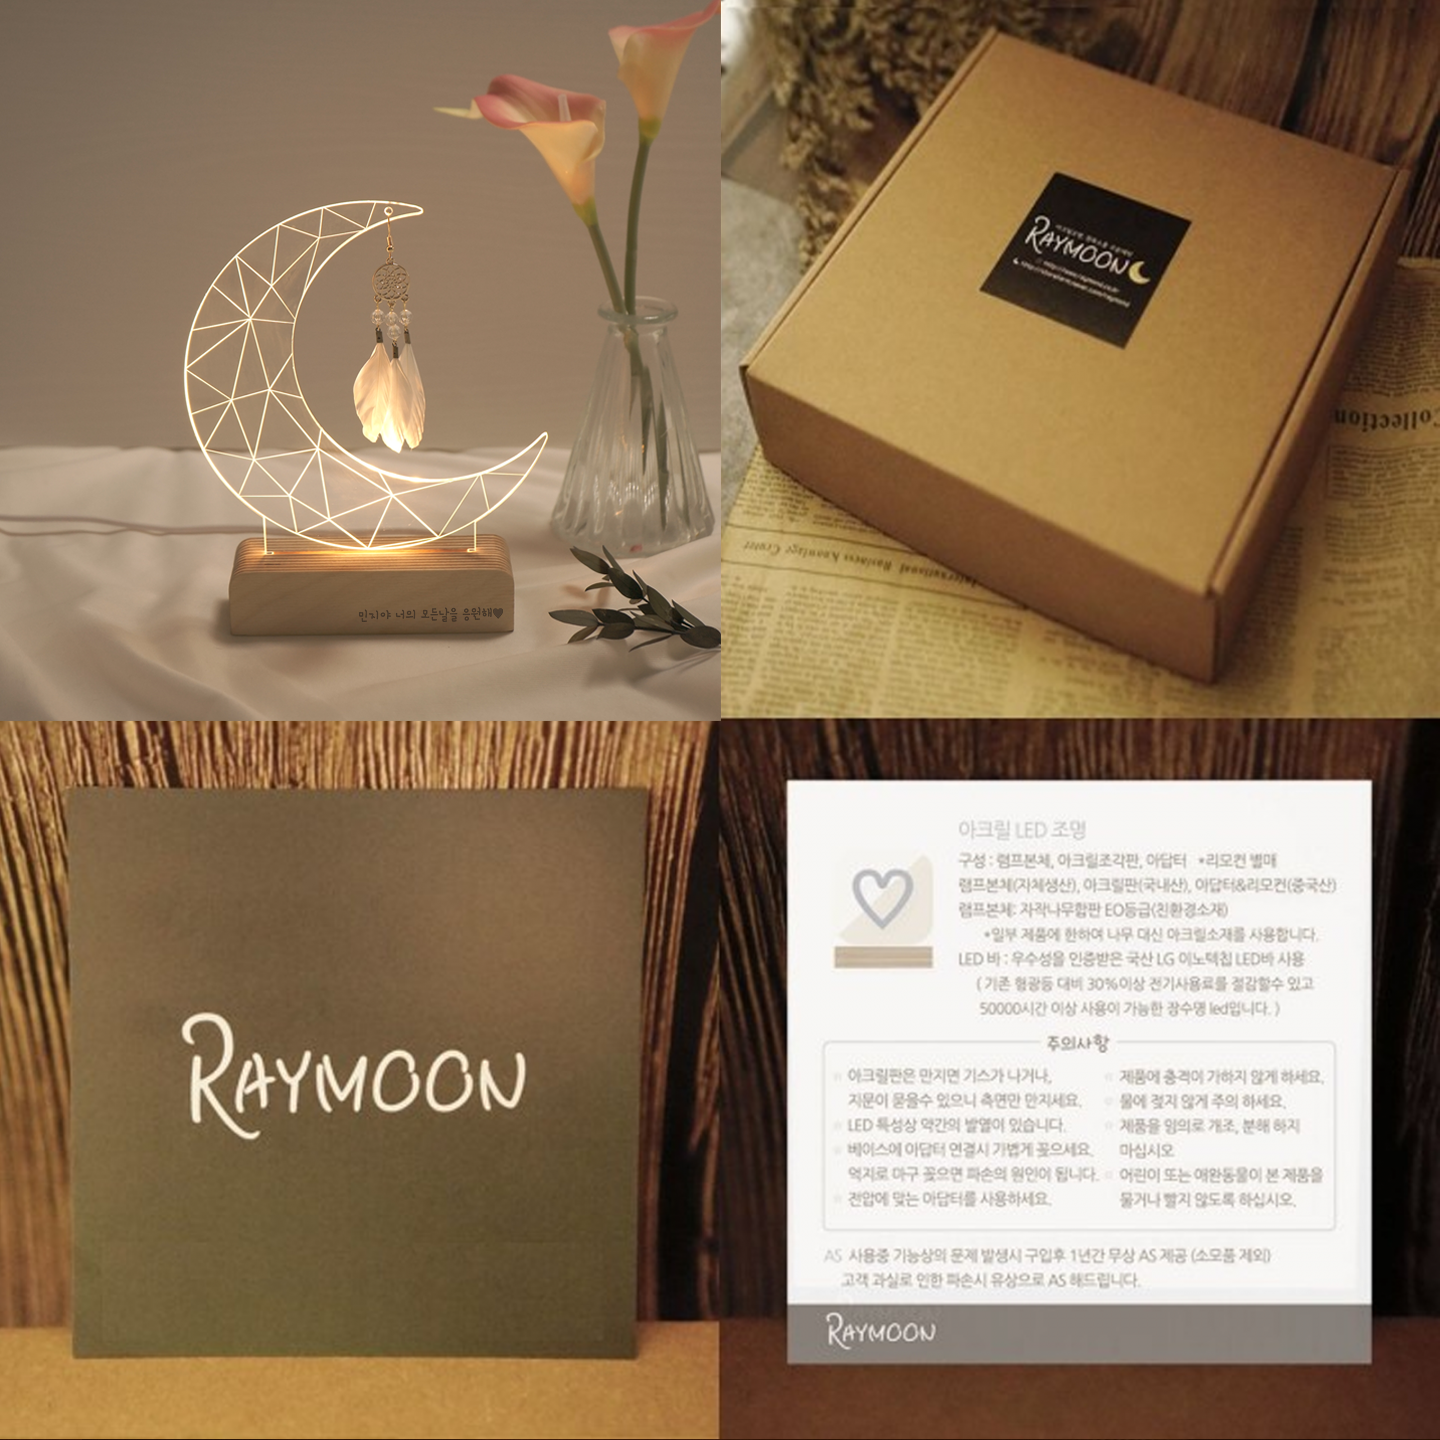 민지야 너의 모든날을 응원해♥
RAYMOON
Collection
International Business Knowledge Center
RAYMOON
아크릴 LED 조명
구성 : 램프본체, 아크릴조각판, 아답터 *리모컨 별매
램프본체(자체생산), 아크릴판(국내산), 아답터&리모컨(중국산)
램프본체: 자작나무합판 EO등급(친환경소재)
*일부 제품에 한하여 나무 대신 아크릴소재를 사용합니다.
LED 바 : 우수성을 인증받은 국산 LG 이노텍칩 LED바 사용
( 기존 형광등 대비 30%이상 전기사용료를 절감할수 있고
50000시간 이상 사용이 가능한 장수명 led입니다. )
주의사항
아크릴판은 만지면 기스가 나거나,
지문이 묻을수 있으니 측면만 만지세요.
LED 특성상 약간의 발열이 있습니다.
베이스에 아답터 연결시 가볍게 꽂으세요.
억지로 마구 꽂으면 파손의 원인이 됩니다.
전압에 맞는 아답터를 사용하세요.
제품에 충격이 가하지 않게 하세요.
물에 젖지 않게 주의 하세요.
제품을 임의로 개조, 분해 하지
마십시오
어린이 또는 애완동물이 본 제품을
물거나 빨지 않도록 하십시오.
AS 사용중 기능상의 문제 발생시 구입후 1년간 무상 AS 제공 (소모품 제외)
고객 과실로 인한 파손시 유상으로 AS 해드립니다.
RAYMOON